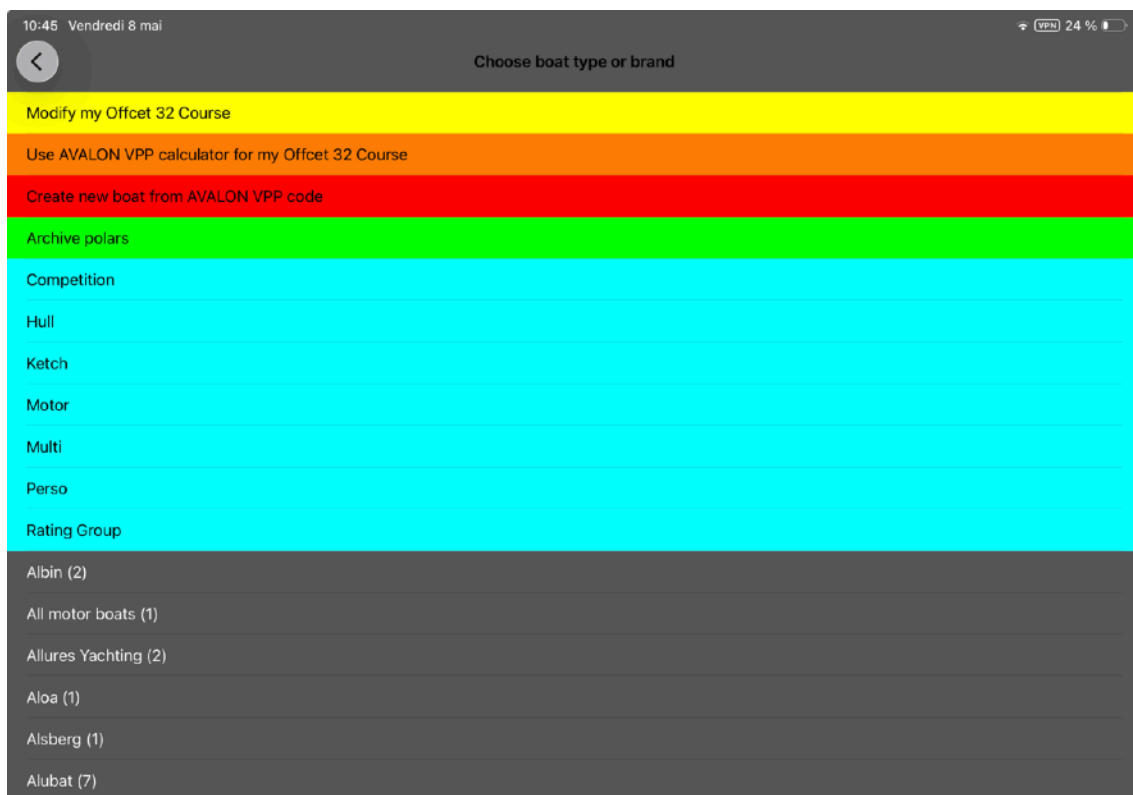 10:45 Vendredi 8 mai VPN 24 %
Choose boat type or brand
Modify my Offcet 32 Course
Use AVALON VPP calculator for my Offcet 32 Course
Create new boat from AVALON VPP code
Archive polars
Competition
Hull
Ketch
Motor
Multi
Perso
Rating Group
Albin (2)
All motor boats (1)
Allures Yachting (2)
Aloa (1)
Alsberg (1)
Alubat (7)